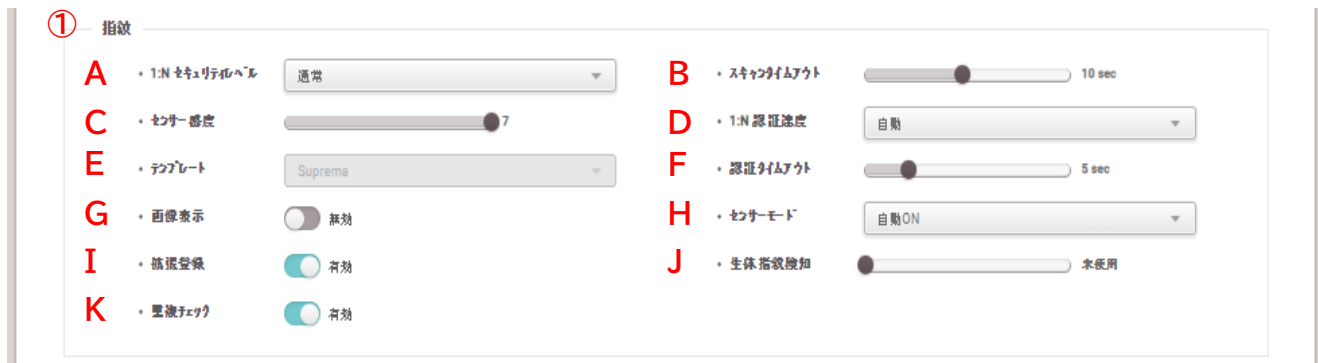 ① 指紋
A ・1:N ｾｷｭﾘﾃｨﾚﾍﾞﾙ 通常 B ・ｽｷｬﾝﾀｲﾑｱｳﾄ 10 sec
C ・ｾﾝｻｰ感度 7 D ・1:N 認証速度 自動
E ・ﾃﾝﾌﾟﾚｰﾄ Suprema F ・認証ﾀｲﾑｱｳﾄ 5 sec
G ・画像表示 無効 H ・ｾﾝｻｰﾓｰﾄﾞ 自動ON
I ・拡張登録 有効 J ・生体指紋検知 未使用
K ・重複ﾁｪｯｸ 有効